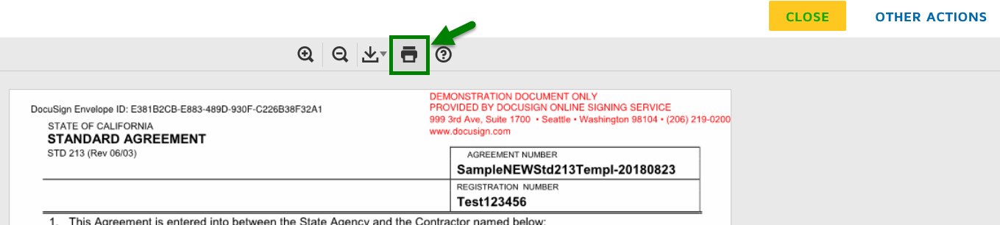 CLOSE OTHER ACTIONS
DEMONSTRATION DOCUMENT ONLY
PROVIDED BY DOCUSIGN ONLINE SIGNING SERVICE
999 3rd Ave, Suite 1700 • Seattle • Washington 98104 • (206) 219-0200
www.docusign.com
DocuSign Envelope ID: E381B2CB-E883-489D-930F-C226B38F32A1
STATE OF CALIFORNIA
STANDARD AGREEMENT
STD 213 (Rev 06/03)
AGREEMENT NUMBER
SampleNEWStd213Templ-20180823
REGISTRATION NUMBER
Test123456
1. This Agreement is entered into between the State Agency and the Contractor named below: